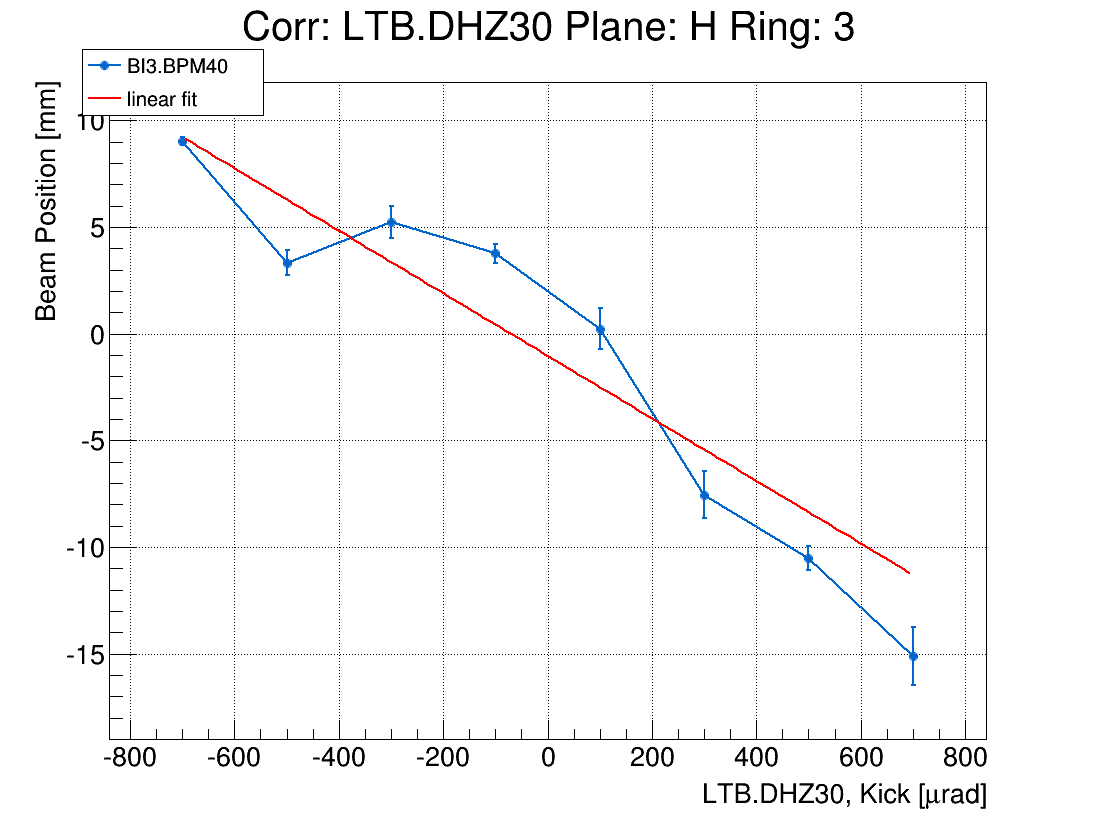 Corr: LTB.DHZ30 Plane: H Ring: 3
BI3.BPM40
linear fit
Beam Position [mm]
10
5
0
-5
-10
-15
-800 -600 -400 -200 0 200 400 600 800
LTB.DHZ30, Kick [μrad]